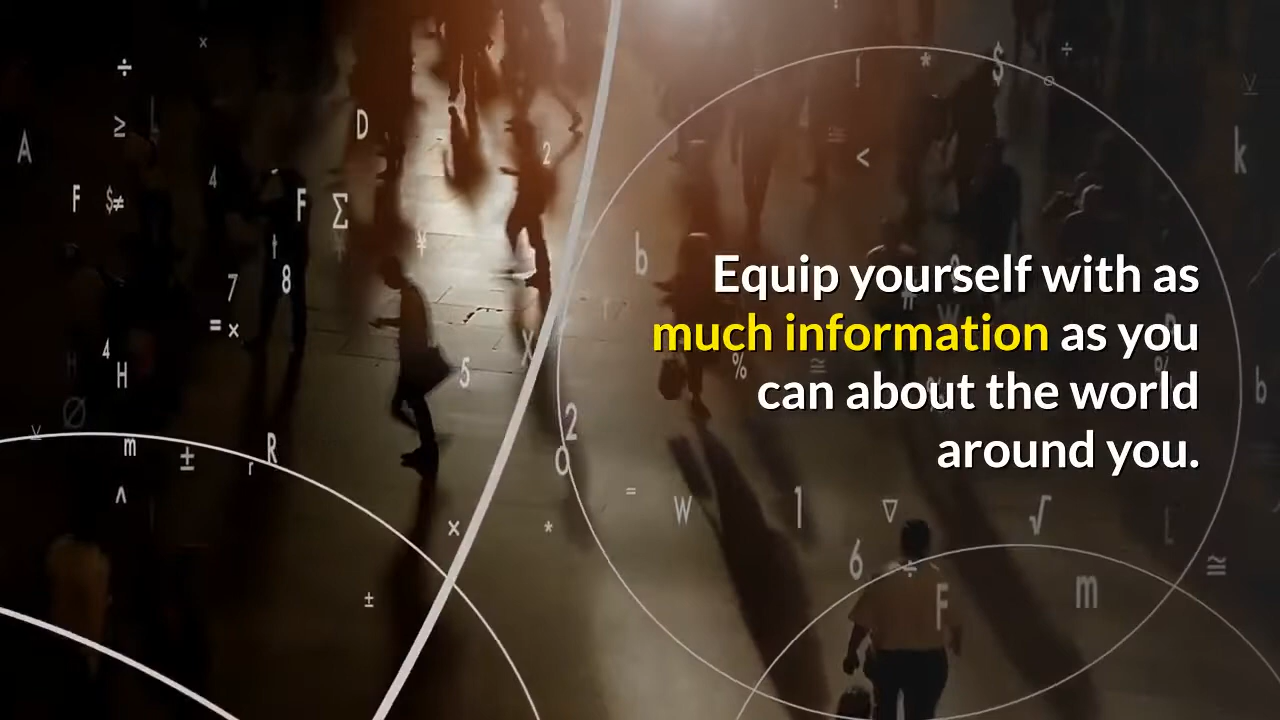 Equip yourself with as
much information as you
can about the world
around you.